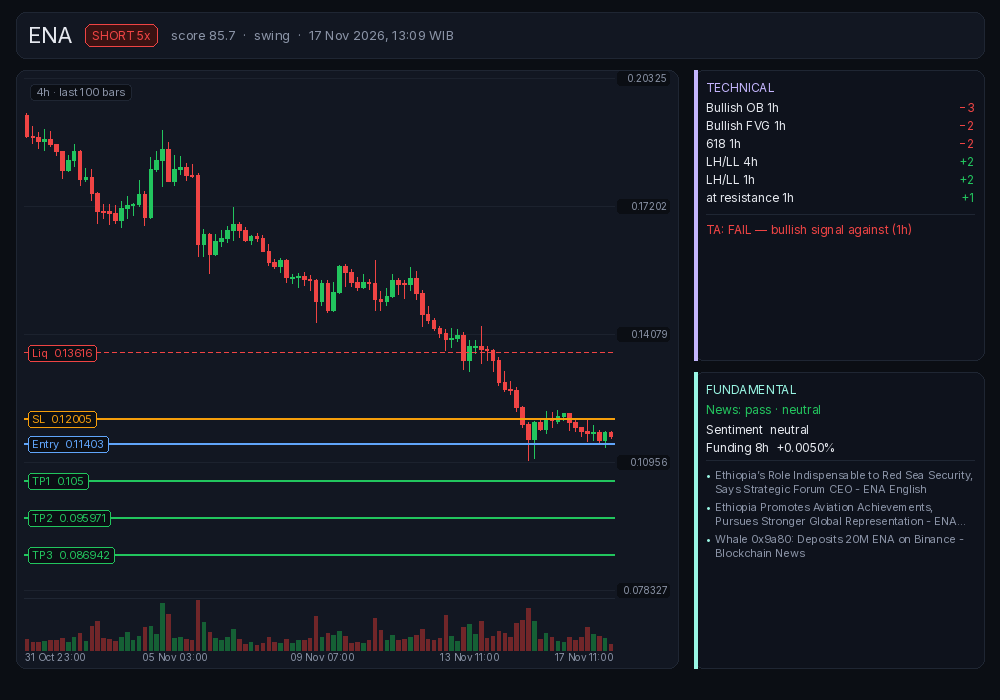 ENA SHORT 5x score 85.7 · swing · 17 Nov 2026, 13:09 WIB
4h · last 100 bars
0.20325
0.17202
0.14079
0.10956
0.078327
Liq 0.13616
SL 0.12005
Entry 0.11403
TP1 0.105
TP2 0.095971
TP3 0.086942
31 Oct 23:00 05 Nov 03:00 09 Nov 07:00 13 Nov 11:00 17 Nov 11:00
TECHNICAL
Bullish OB 1h −3
Bullish FVG 1h −2
618 1h −2
LH/LL 4h +2
LH/LL 1h +2
at resistance 1h +1
TA: FAIL — bullish signal against (1h)
FUNDAMENTAL
News: pass · neutral
Sentiment neutral
Funding 8h +0.0050%
• Ethiopia's Role Indispensable to Red Sea Security,
Says Strategic Forum CEO - ENA English
• Ethiopia Promotes Aviation Achievements,
Pursues Stronger Global Representation - ENA…
• Whale 0x9a80: Deposits 20M ENA on Binance -
Blockchain News